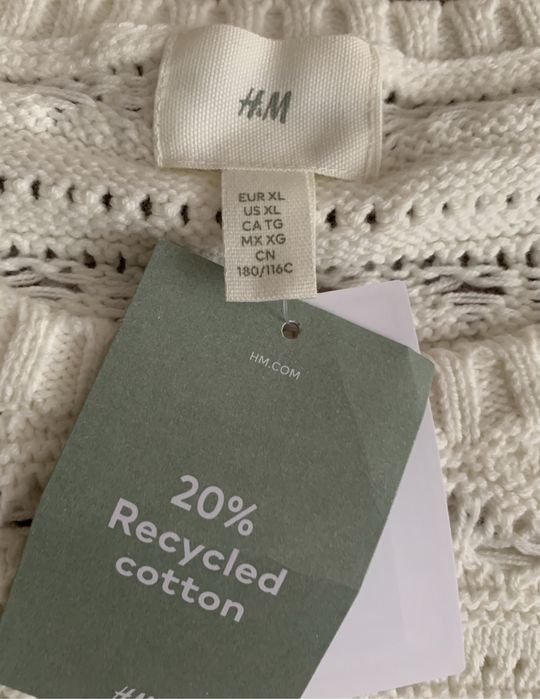 H&M
EUR XL
US XL
CA TG
MX XG
CN
180/116C
HM.COM
20%
Recycled
cotton
H&M